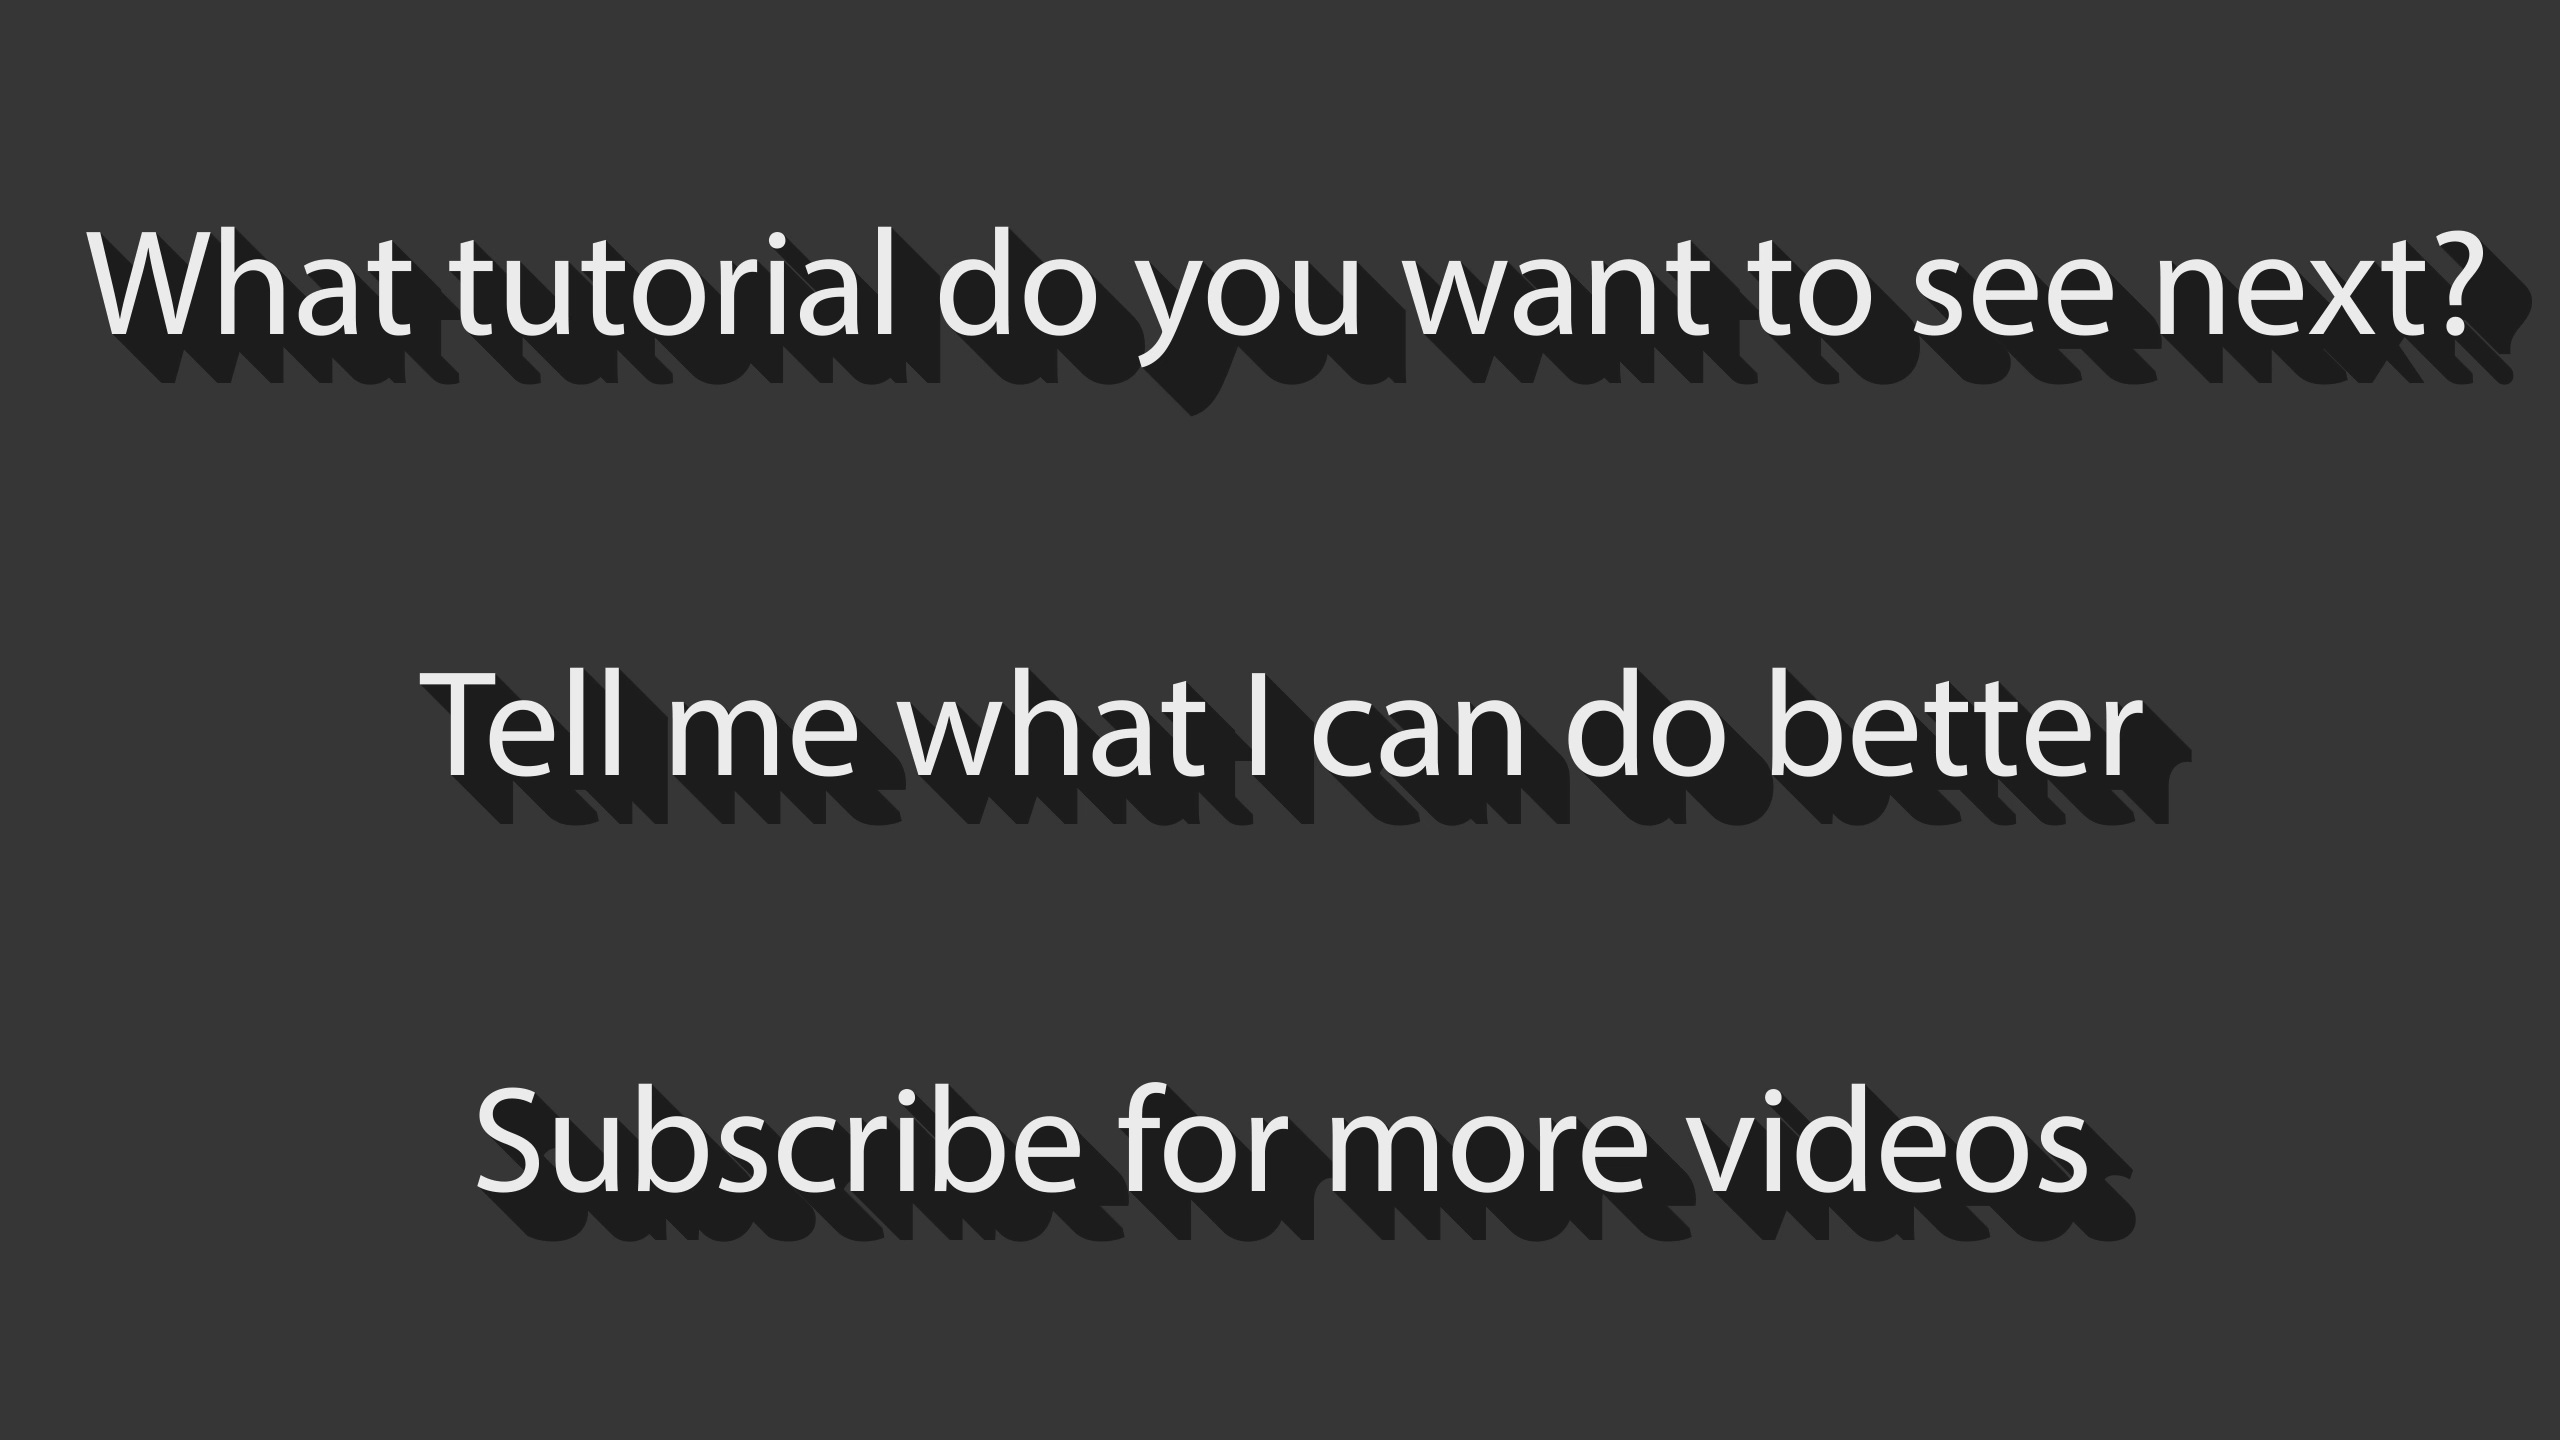 What tutorial do you want to see next?
Tell me what I can do better
Subscribe for more videos